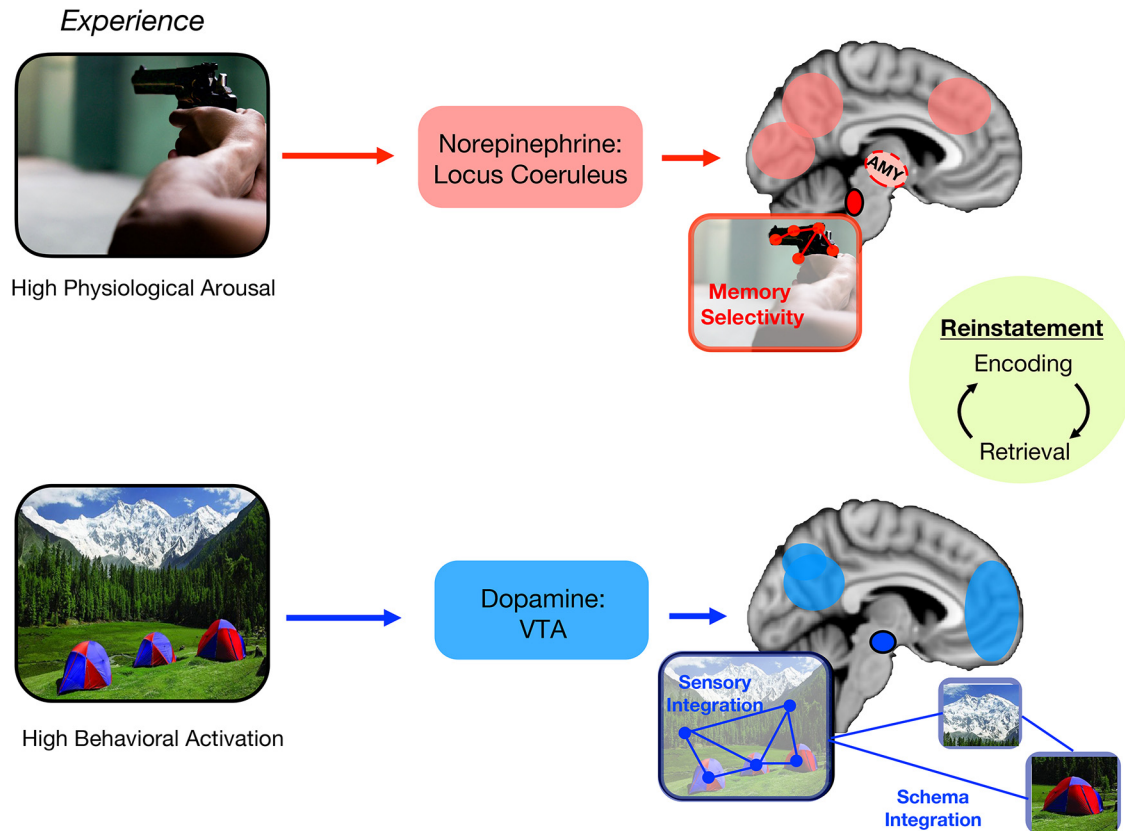 Experience
High Physiological Arousal
Norepinephrine:
Locus Coeruleus
AMY
Memory
Selectivity
Reinstatement
Encoding
Retrieval
High Behavioral Activation
Dopamine:
VTA
Sensory
Integration
Schema
Integration